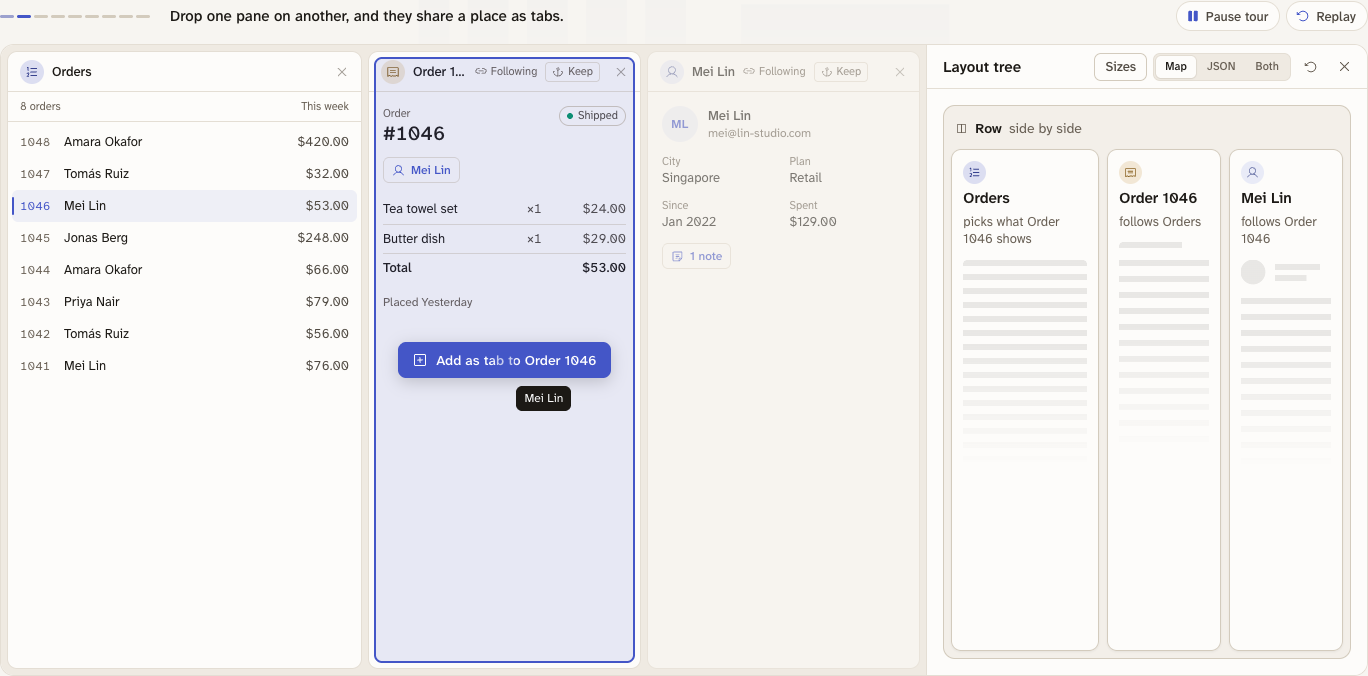 Drop one pane on another, and they share a place as tabs.
Pause tour
Replay
Orders
8 orders
This week
1048 Amara Okafor $420.00
1047 Tomás Ruiz $32.00
1046 Mei Lin $53.00
1045 Jonas Berg $248.00
1044 Amara Okafor $66.00
1043 Priya Nair $79.00
1042 Tomás Ruiz $56.00
1041 Mei Lin $76.00
Order 1...
Following
Keep
Order
#1046
Shipped
Mei Lin
Tea towel set ×1 $24.00
Butter dish ×1 $29.00
Total $53.00
Placed Yesterday
Add as tab to Order 1046
Mei Lin
Mei Lin
Following
Keep
ML
Mei Lin
mei@lin-studio.com
City
Singapore
Plan
Retail
Since
Jan 2022
Spent
$129.00
1 note
Layout tree
Sizes
Map
JSON
Both
Row side by side
Orders
picks what Order
1046 shows
Order 1046
follows Orders
Mei Lin
follows Order
1046